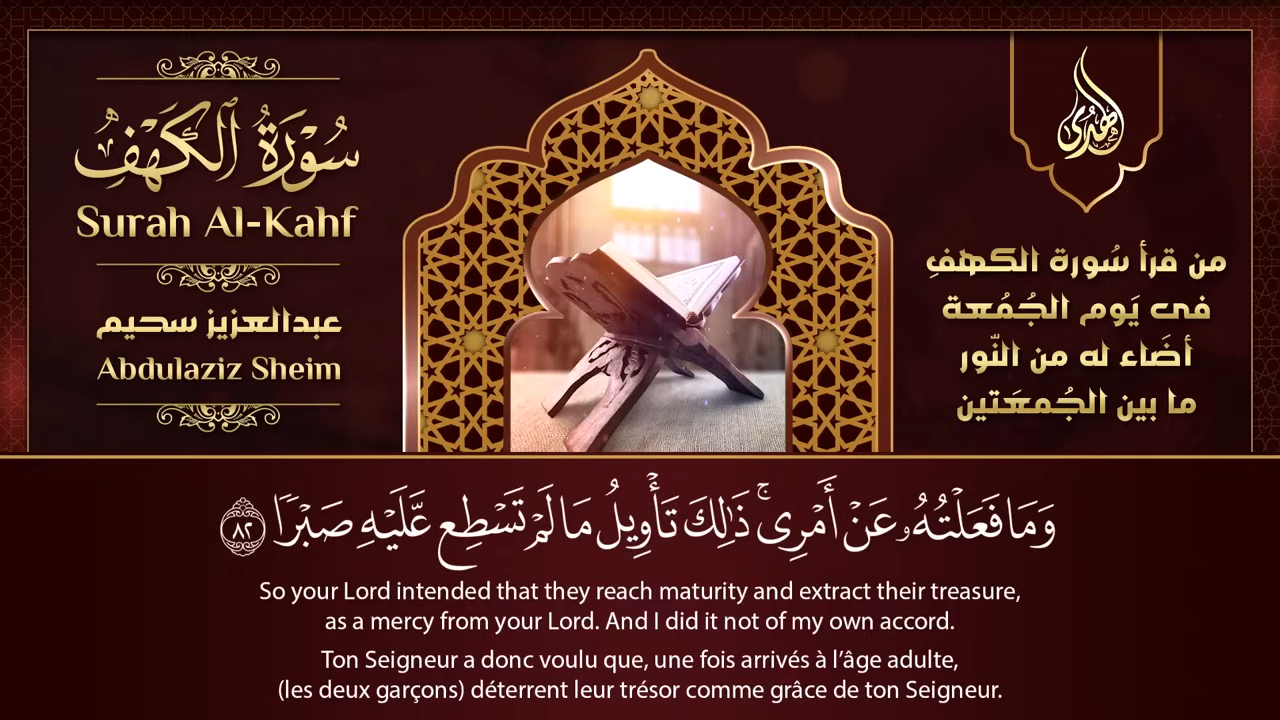 سُورَةُ ٱلْكَهْفِ
Surah Al-Kahf
عبدالعزيز سحيم
Abdulaziz Sheim
الهدى
من قرأ سُورة الكهفِ
فى يَوم الجُمُعة
أضَاء له من النّور
ما بين الجُمعَتين
وَمَا فَعَلْتُهُۥ عَنْ أَمْرِىۚ ذَٰلِكَ تَأْوِيلُ مَا لَمْ تَسْطِع عَّلَيْهِ صَبْرًا ٨٢
So your Lord intended that they reach maturity and extract their treasure,
as a mercy from your Lord. And I did it not of my own accord.
Ton Seigneur a donc voulu que, une fois arrivés à l’âge adulte,
(les deux garçons) déterrent leur trésor comme grâce de ton Seigneur.